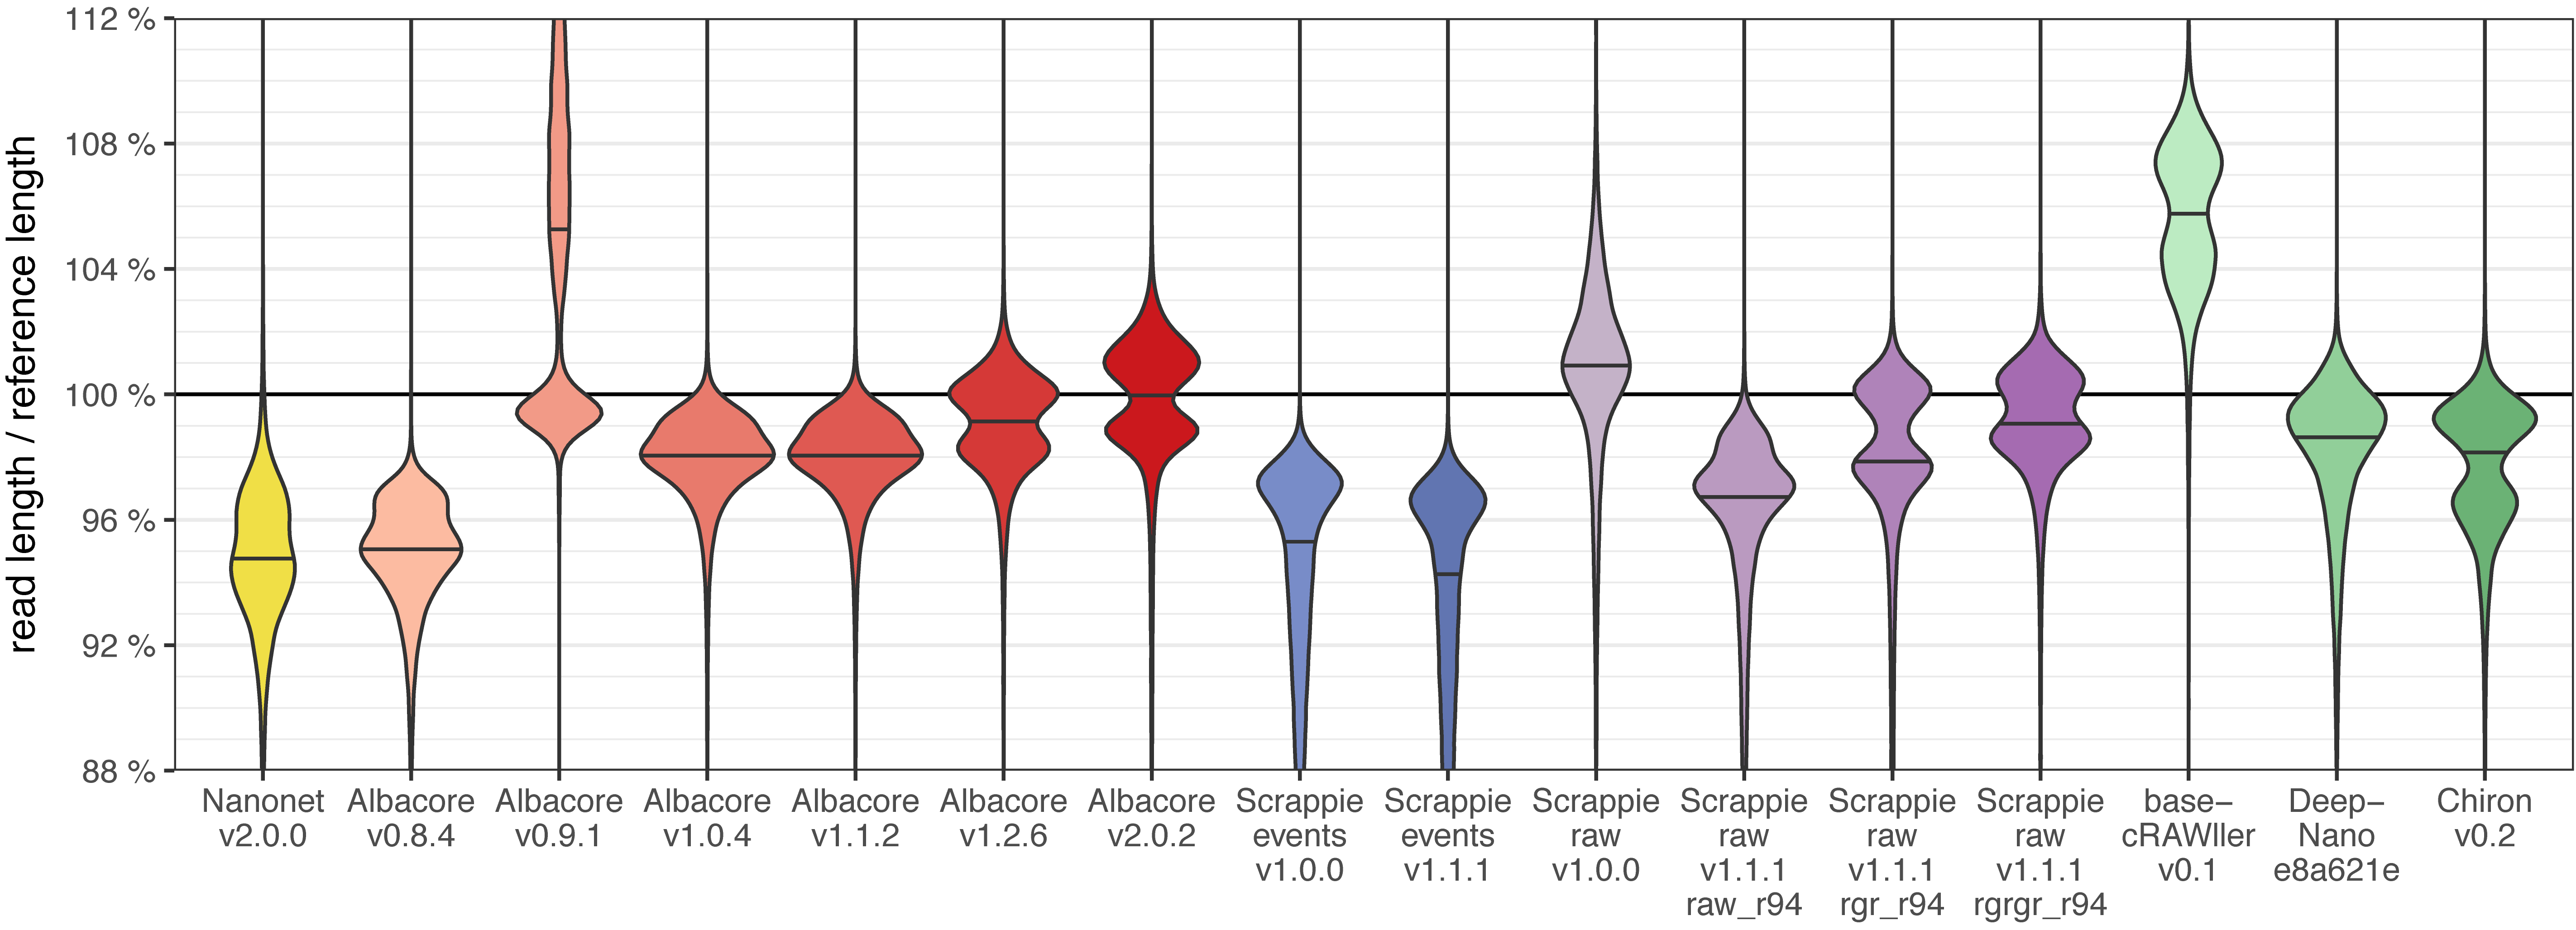 read length / reference length
112 %
108 %
104 %
100 %
96 %
92 %
88 %
Nanonet
v2.0.0
Albacore
v0.8.4
Albacore
v0.9.1
Albacore
v1.0.4
Albacore
v1.1.2
Albacore
v1.2.6
Albacore
v2.0.2
Scrappie
events
v1.0.0
Scrappie
events
v1.1.1
Scrappie
raw
v1.0.0
Scrappie
raw
v1.1.1
raw_r94
Scrappie
raw
v1.1.1
rgr_r94
Scrappie
raw
v1.1.1
rgrgr_r94
base−
cRAWller
v0.1
Deep−
Nano
e8a621e
Chiron
v0.2